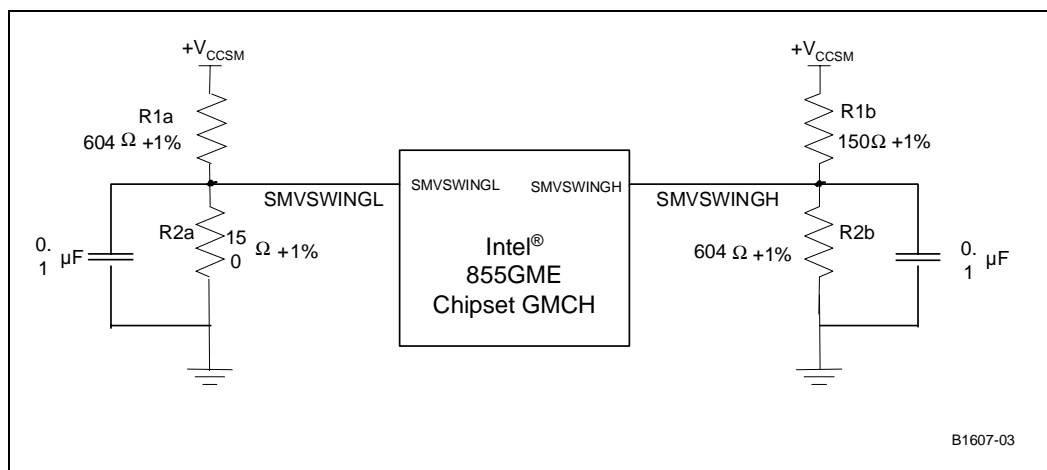 +VCCSM
R1a
604 Ω +1%
SMVSWINGL
R2a
15
0
Ω +1%
0.
1
µF
SMVSWINGL
SMVSWINGH
Intel®
855GME
Chipset GMCH
+VCCSM
R1b
150Ω +1%
SMVSWINGH
R2b
604 Ω +1%
0.
1
µF
B1607-03